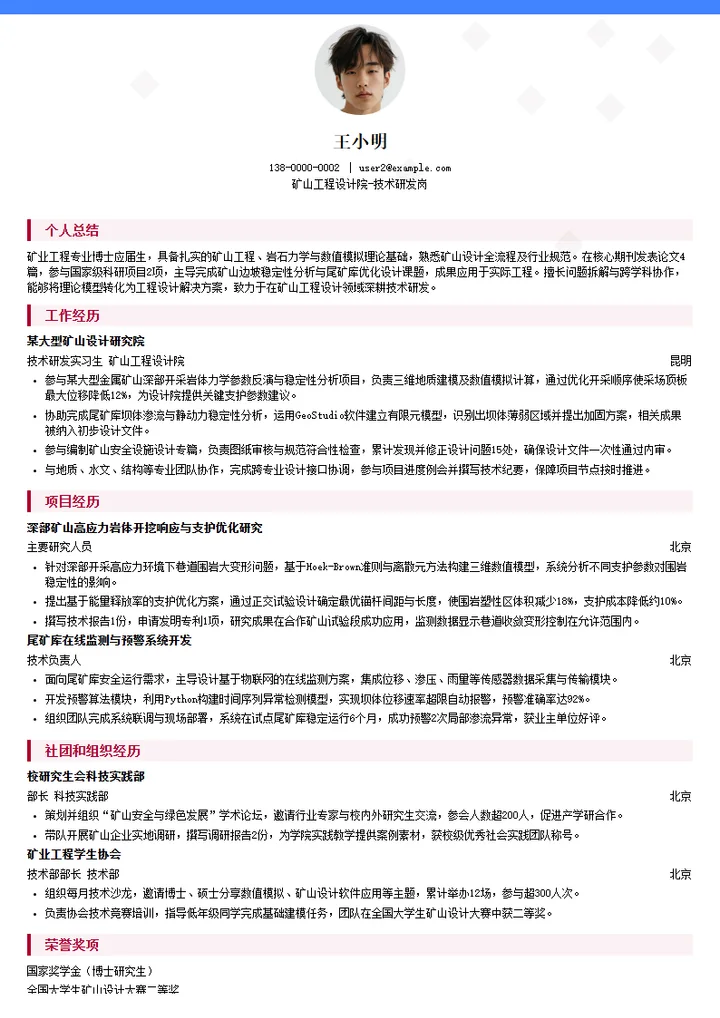 王小明
138-0000-0002 | user2@example.com
矿山工程设计院-技术研发岗
个人总结
矿业工程专业博士应届生，具备扎实的矿山工程、岩石力学与数值模拟理论基础，熟悉矿山设计全流程及行业规范。在核心期刊发表论文4
篇，参与国家级科研项目2项，主导完成矿山边坡稳定性分析与尾矿库优化设计课题，成果应用于实际工程。擅长问题拆解与跨学科协作，
能够将理论模型转化为工程设计解决方案，致力于在矿山工程设计领域深耕技术研发。
工作经历
某大型矿山设计研究院
技术研发实习生 矿山工程设计院 昆明
• 参与某大型金属矿山深部开采岩体力学参数反演与稳定性分析项目，负责三维地质建模及数值模拟计算，通过优化开采顺序使采场顶板
最大位移降低12%，为设计院提供关键支护参数建议。
• 协助完成尾矿库坝体渗流与静动力稳定性分析，运用GeoStudio软件建立有限元模型，识别出坝体薄弱区域并提出加固方案，相关成果
被纳入初步设计文件。
• 参与编制矿山安全设施设计专篇，负责图纸审核与规范符合性检查，累计发现并修正设计问题15处，确保设计文件一次性通过内审。
• 与地质、水文、结构等专业团队协作，完成跨专业设计接口协调，参与项目进度例会并撰写技术纪要，保障项目节点按时推进。
项目经历
深部矿山高应力岩体开挖响应与支护优化研究
主要研究人员 北京
• 针对深部开采高应力环境下巷道围岩大变形问题，基于Hoek-Brown准则与离散元方法构建三维数值模型，系统分析不同支护参数对围岩
稳定性的影响。
• 提出基于能量释放率的支护优化方案，通过正交试验设计确定最优锚杆间距与长度，使围岩塑性区体积减少18%，支护成本降低约10%。
• 撰写技术报告1份，申请发明专利1项，研究成果在合作矿山试验段成功应用，监测数据显示巷道收敛变形控制在允许范围内。
尾矿库在线监测与预警系统开发
技术负责人 北京
• 面向尾矿库安全运行需求，主导设计基于物联网的在线监测方案，集成位移、渗压、雨量等传感器数据采集与传输模块。
• 开发预警算法模块，利用Python构建时间序列异常检测模型，实现坝体位移速率超限自动报警，预警准确率达92%。
• 组织团队完成系统联调与现场部署，系统在试点尾矿库稳定运行6个月，成功预警2次局部渗流异常，获业主单位好评。
社团和组织经历
校研究生会科技实践部
部长 科技实践部 北京
• 策划并组织“矿山安全与绿色发展”学术论坛，邀请行业专家与校内外研究生交流，参会人数超200人，促进产学研合作。
• 带队开展矿山企业实地调研，撰写调研报告2份，为学院实践教学提供案例素材，获校级优秀社会实践团队称号。
矿业工程学生协会
技术部部长 技术部 北京
• 组织每月技术沙龙，邀请博士、硕士分享数值模拟、矿山设计软件应用等主题，累计举办12场，参与超300人次。
• 负责协会技术竞赛培训，指导低年级同学完成基础建模任务，团队在全国大学生矿山设计大赛中获二等奖。
荣誉奖项
国家奖学金（博士研究生）
全国大学生矿山设计大赛二等奖